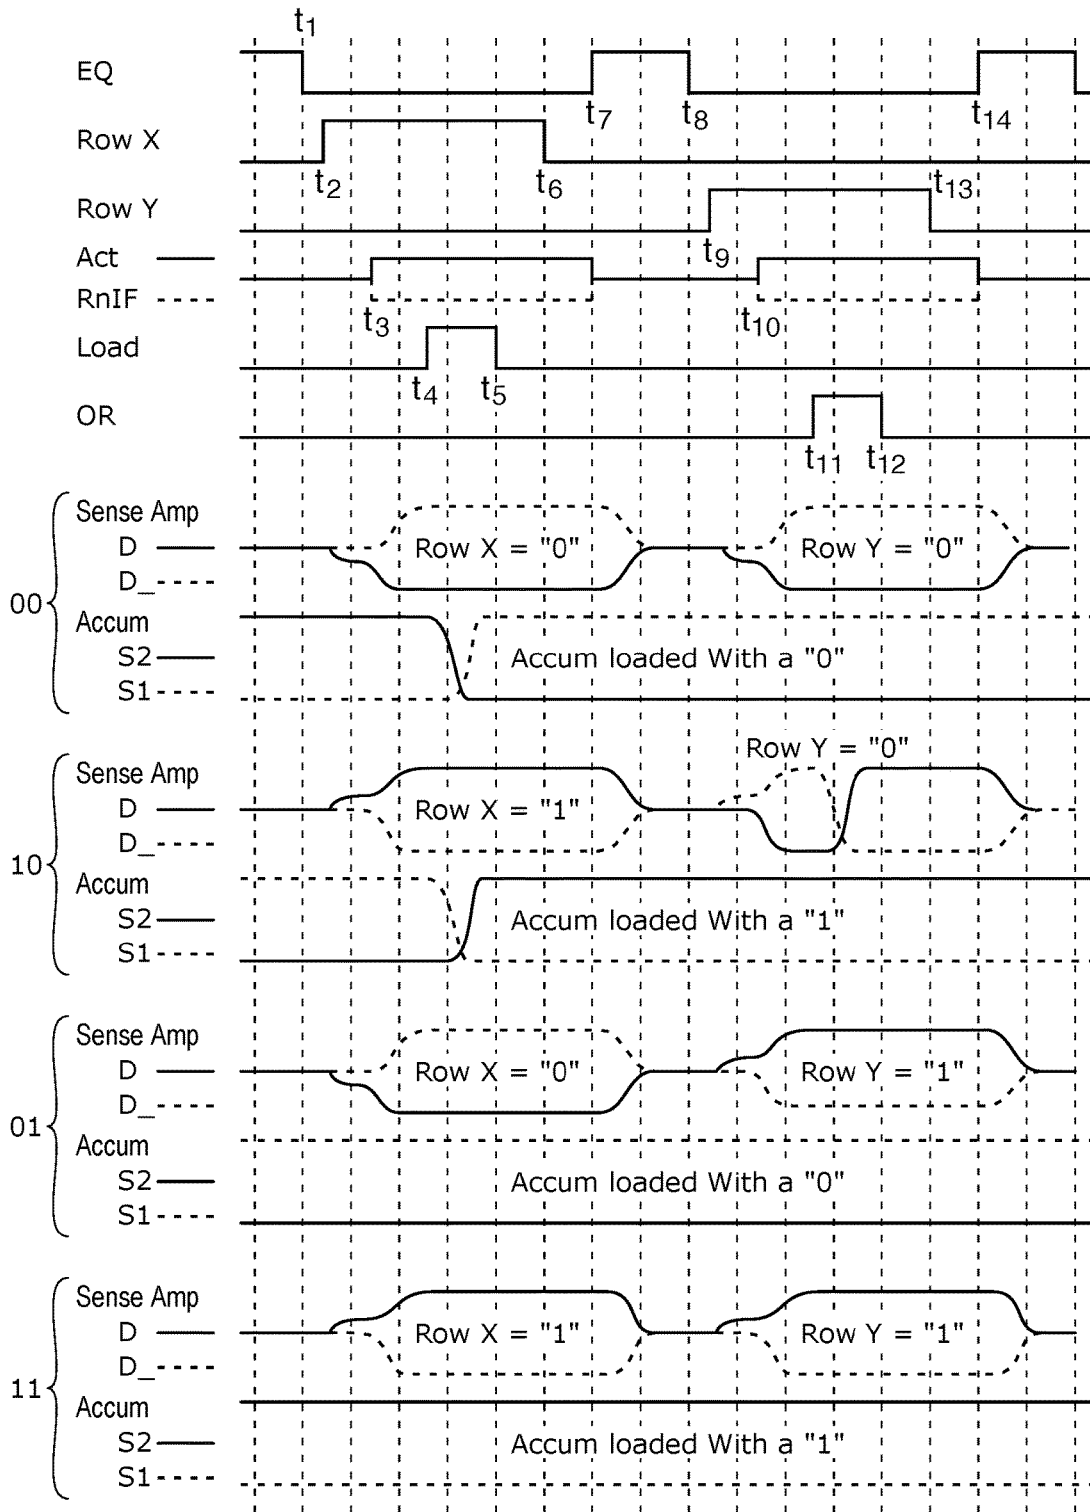 t1
EQ
t7 t8 t14
Row X
t2 t6 t13
Row Y
t9
Act
RnIF
t3 t10
Load
t4 t5
OR
t11 t12
00
Sense Amp
D
D_
Row X = "0" Row Y = "0"
Accum
S2
S1
Accum loaded With a "0"
10
Row Y = "0"
Sense Amp
D
D_
Row X = "1"
Accum
S2
S1
Accum loaded With a "1"
01
Sense Amp
D
D_
Row X = "0" Row Y = "1"
Accum
S2
S1
Accum loaded With a "0"
11
Sense Amp
D
D_
Row X = "1" Row Y = "1"
Accum
S2
S1
Accum loaded With a "1"